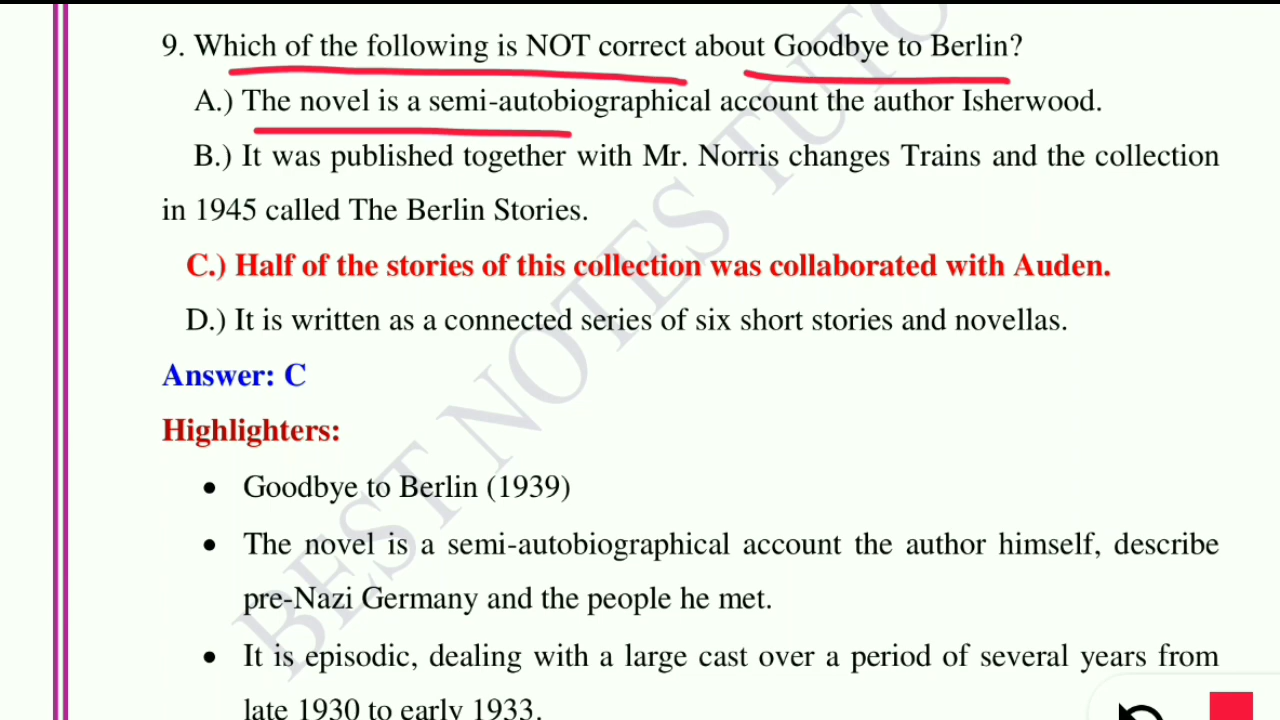 9. Which of the following is NOT correct about Goodbye to Berlin?
A.) The novel is a semi-autobiographical account the author Isherwood.
B.) It was published together with Mr. Norris changes Trains and the collection
in 1945 called The Berlin Stories.
C.) Half of the stories of this collection was collaborated with Auden.
D.) It is written as a connected series of six short stories and novellas.
Answer: C
Highlighters:
• Goodbye to Berlin (1939)
• The novel is a semi-autobiographical account the author himself, describe
pre-Nazi Germany and the people he met.
• It is episodic, dealing with a large cast over a period of several years from
late 1930 to early 1933.
BEST NOTES TUTO